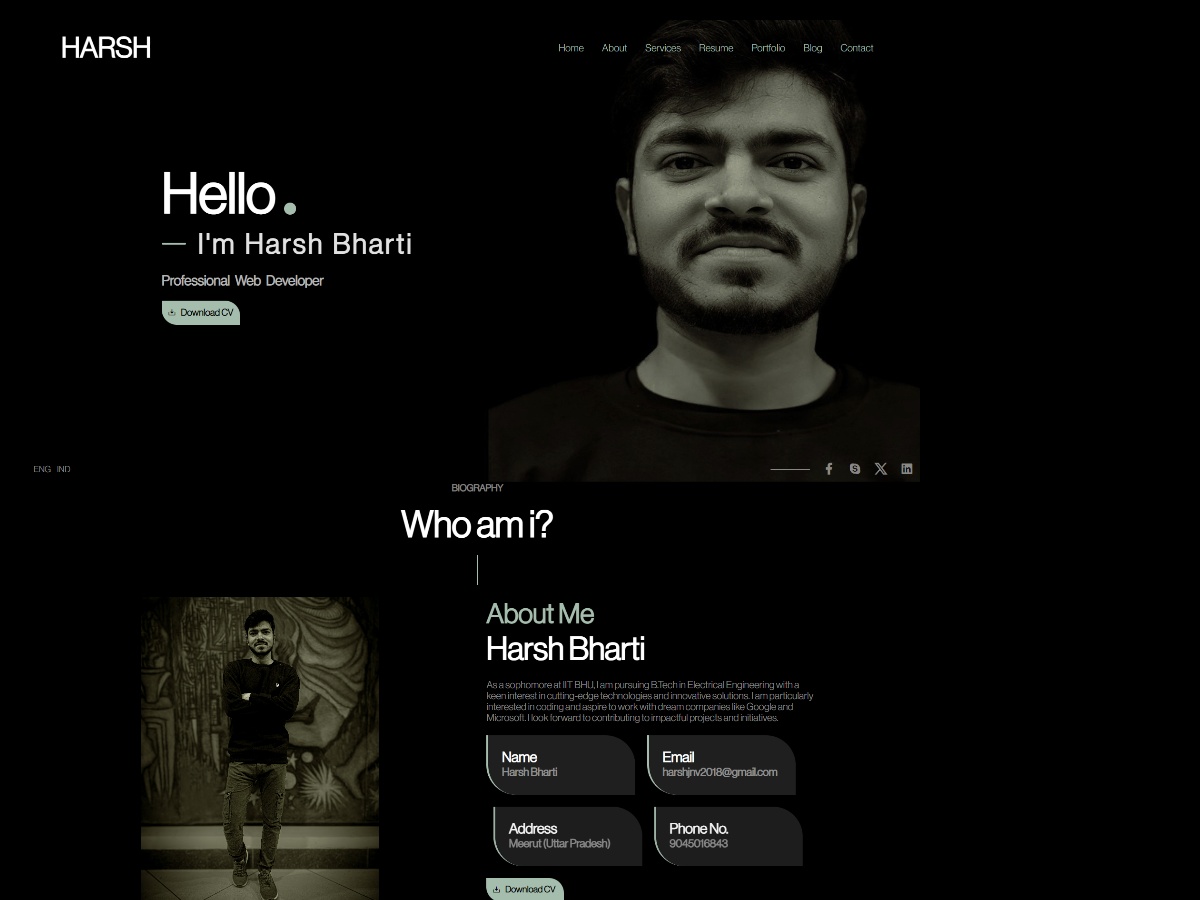 HARSH
Home About Services Resume Portfolio Blog Contact
Hello.
— I'm Harsh Bharti
Professional Web Developer
Download CV
ENG IND
BIOGRAPHY
Who am i?
About Me
Harsh Bharti
As a sophomore at IIT BHU, I am pursuing B.Tech in Electrical Engineering with a
keen interest in cutting-edge technologies and innovative solutions. I am particularly
interested in coding and aspire to work with dream companies like Google and
Microsoft. I look forward to contributing to impactful projects and initiatives.
Name
Harsh Bharti
Email
harshjnv2018@gmail.com
Address
Meerut (Uttar Pradesh)
Phone No.
9045016843
Download CV